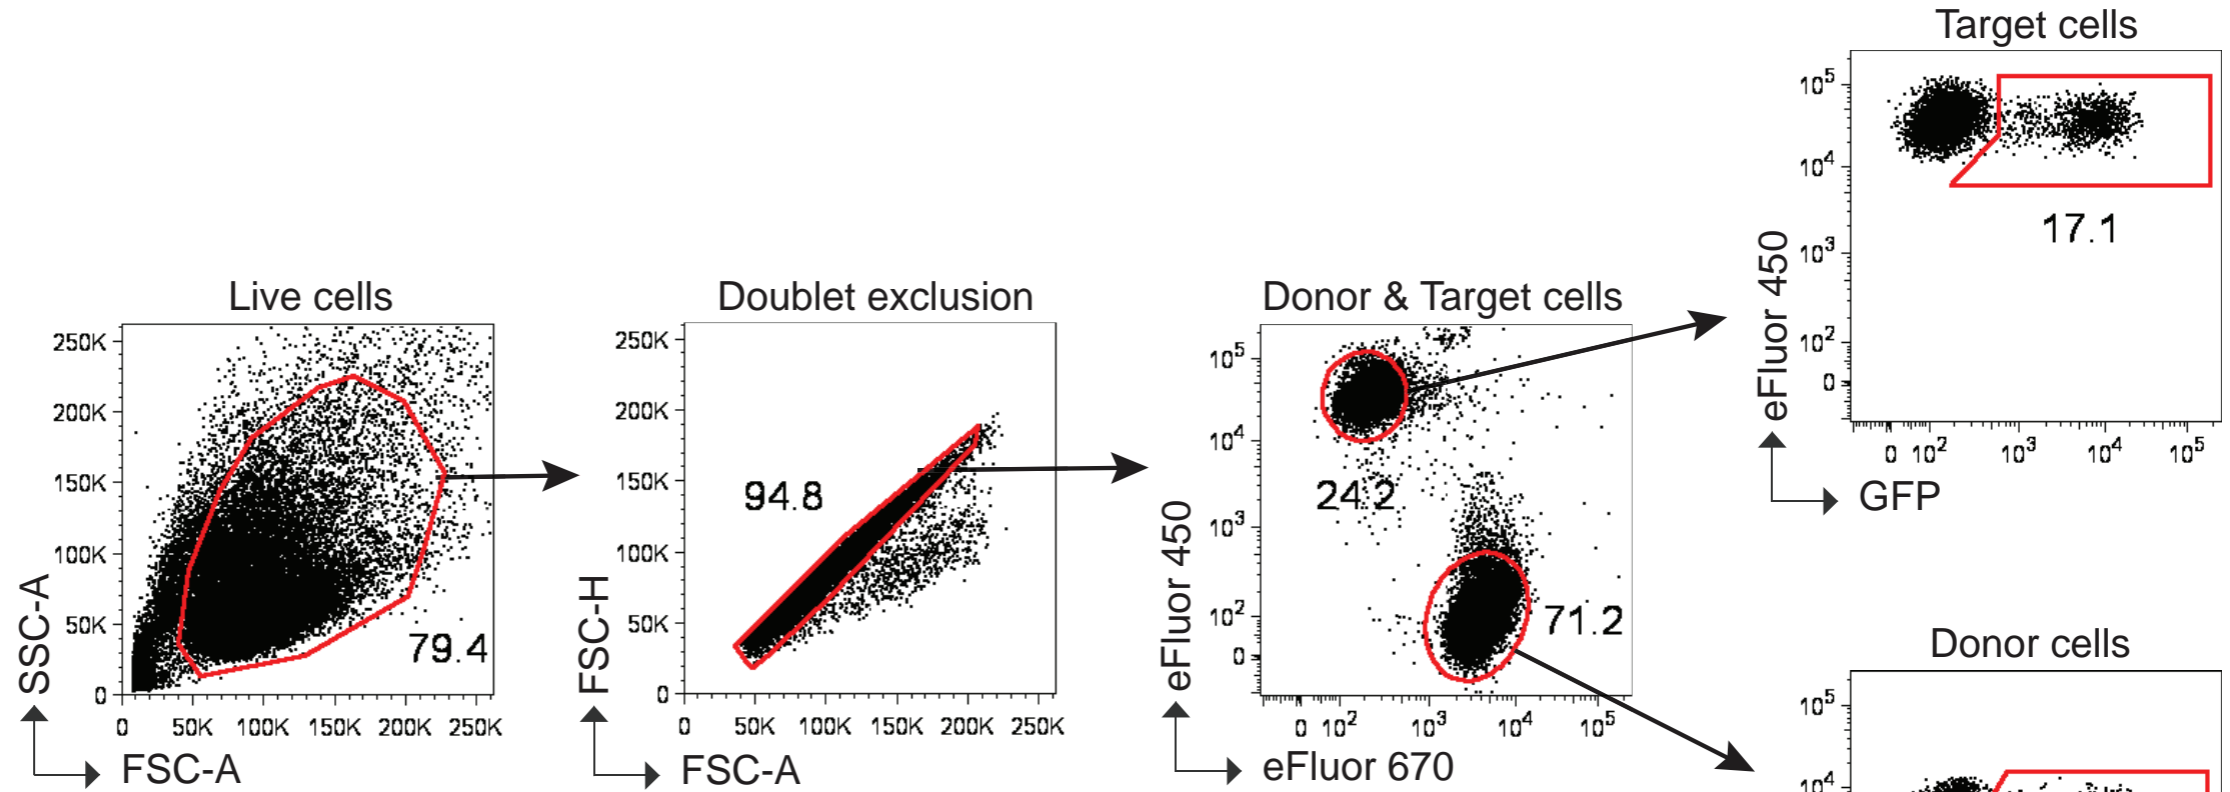 Live cells
250K
200K
150K
100K
50K
0
79.4
0 50K 100K 150K 200K 250K
SSC-A
FSC-A
Doublet exclusion
250K
200K
150K
100K
50K
0
94.8
0 50K 100K 150K 200K 250K
FSC-H
FSC-A
Donor & Target cells
10^5
10^4
10^3
10^2
0
24.2
71.2
0 10^2 10^3 10^4 10^5
eFluor 450
eFluor 670
Target cells
10^5
10^4
10^3
10^2
0
17.1
0 10^2 10^3 10^4 10^5
eFluor 450
GFP
Donor cells
10^5
10^4